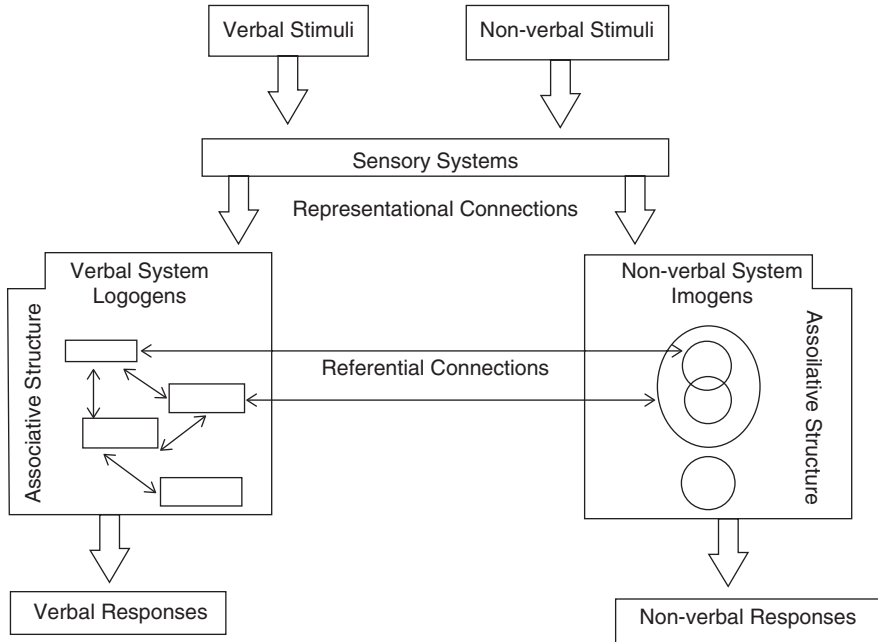 Verbal Stimuli
Non-verbal Stimuli
Sensory Systems
Representational Connections
Verbal System
Logogens
Non-verbal System
Imogens
Associative Structure
Referential Connections
Assoilative Structure
Verbal Responses
Non-verbal Responses